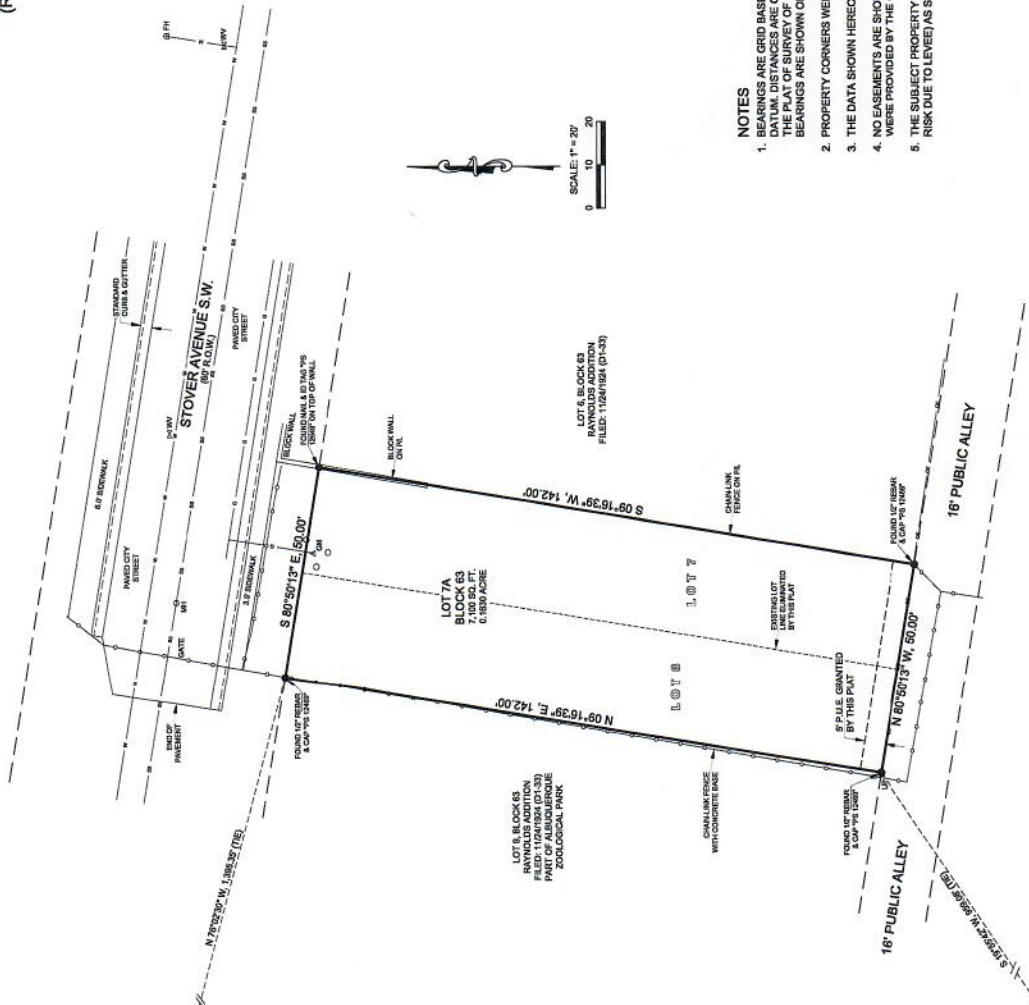 (R
FH
WV
STANDARD
CURB & GUTTER
6.0' SIDEWALK
STOVER AVENUE S.W.
(60' R.O.W.)
PAVED CITY
STREET
WV
PAVED CITY
STREET
MH
GATE
END OF
PAVEMENT
3.9' SIDEWALK
BLOCK WALL
FOUND NAIL & ID TAG "PS
12649" ON TOP OF WALL
BLOCK WALL
ON P/L
S 80°50'13" E, 50.00'
GM
FOUND 1/2" REBAR
& CAP "PS 12469"
N 76°02'30" W, 1,398.35' (TIE)
LOT 7A
BLOCK 63
7,100 SQ. FT.
0.1630 ACRE
S 09°16'39" W, 142.00'
N 09°16'39" E, 142.00'
LOT 6, BLOCK 63
RAYNOLDS ADDITION
FILED: 11/24/1924 (D1-33)
LOT 9, BLOCK 63
RAYNOLDS ADDITION
FILED: 11/24/1924 (D1-33)
PART OF ALBUQUERQUE
ZOOLOGICAL PARK
CHAIN-LINK
FENCE ON P/L
LOT 8
LOT 7
EXISTING LOT
LINE ELIMINATED
BY THIS PLAT
CHAIN-LINK FENCE
WITH CONCRETE BASE
5' P.U.E. GRANTED
BY THIS PLAT
FOUND 1/2" REBAR
& CAP "PS 12469"
FOUND 1/2" REBAR
& CAP "PS 12469"
N 80°50'13" W, 50.00'
16' PUBLIC ALLEY
16' PUBLIC ALLEY
SCALE: 1" = 20'
0 10 20
NOTES
1. BEARINGS ARE GRID BASE
DATUM. DISTANCES ARE G
THE PLAT OF SURVEY OF
BEARINGS ARE SHOWN O
2. PROPERTY CORNERS WER
3. THE DATA SHOWN HEREO
4. NO EASEMENTS ARE SHO
WERE PROVIDED BY THE
5. THE SUBJECT PROPERTY
RISK DUE TO LEVEE) AS S